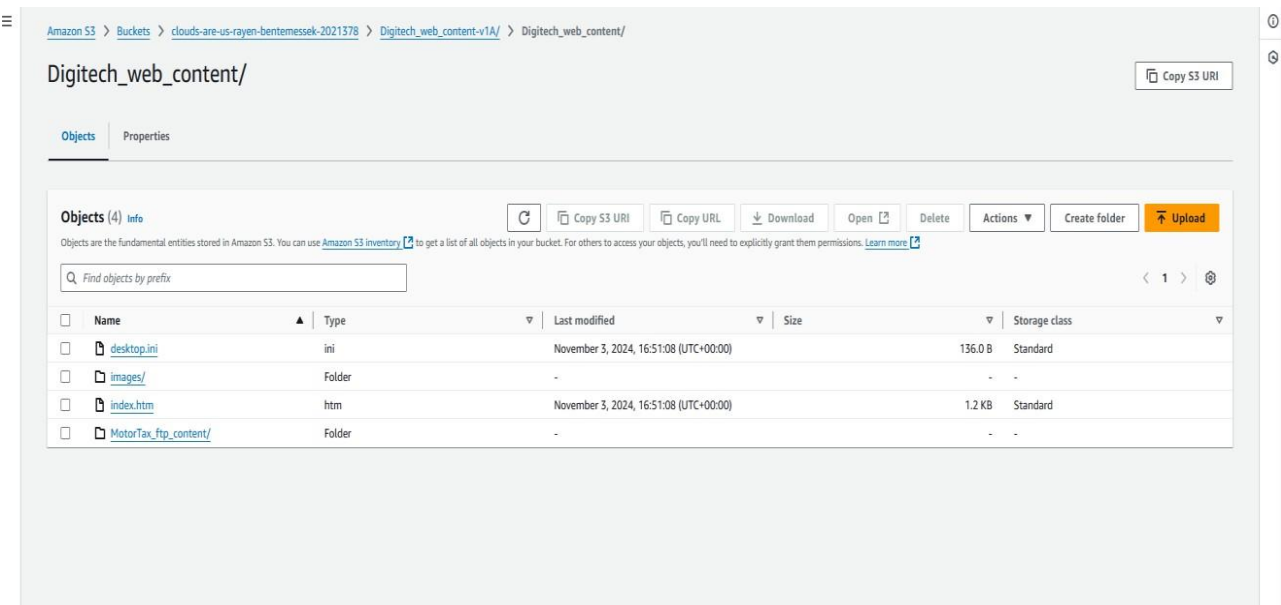 Amazon S3 > Buckets > clouds-are-us-rayen-bentemessek-2021378 > Digitech_web_content-v1A/ > Digitech_web_content/
Digitech_web_content/
Copy S3 URI
Objects Properties
Objects (4) Info Copy S3 URI Copy URL Download Open Delete Actions Create folder Upload
Objects are the fundamental entities stored in Amazon S3. You can use Amazon S3 inventory to get a list of all objects in your bucket. For others to access your objects, you'll need to explicitly grant them permissions. Learn more
Find objects by prefix < 1 >
Name Type Last modified Size Storage class
desktop.ini ini November 3, 2024, 16:51:08 (UTC+00:00) 136.0 B Standard
images/ Folder - - -
index.htm htm November 3, 2024, 16:51:08 (UTC+00:00) 1.2 KB Standard
MotorTax_ftp_content/ Folder - - -